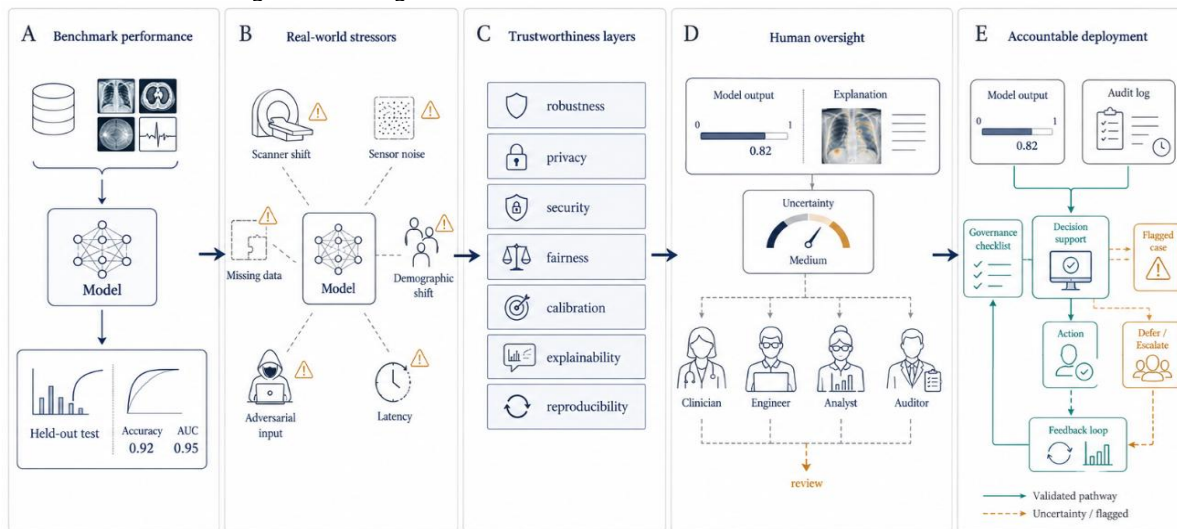 A Benchmark performance
Model
Held-out test
Accuracy
0.92
AUC
0.95
B Real-world stressors
Scanner shift
Sensor noise
Missing data
Model
Demographic
shift
Adversarial
input
Latency
C Trustworthiness layers
robustness
privacy
security
fairness
calibration
explainability
reproducibility
D Human oversight
Model output
0 1
0.82
Explanation
Uncertainty
Medium
Clinician
Engineer
Analyst
Auditor
review
E Accountable deployment
Model output
0 1
0.82
Audit log
Governance
checklist
Decision
support
Flagged
case
Action
Defer /
Escalate
Feedback loop
Validated pathway
Uncertainty / flagged